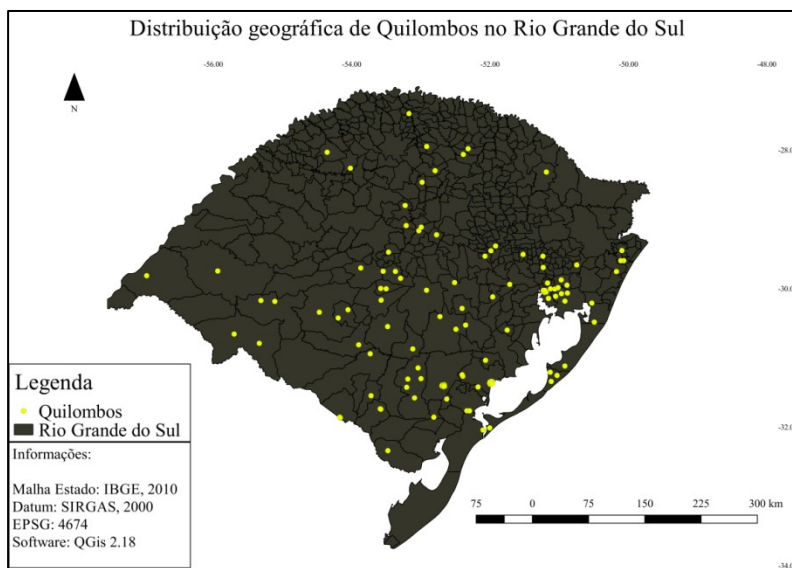 Distribuição geográfica de Quilombos no Rio Grande do Sul
-56.00 -54.00 -52.00 -50.00 -48.00
N
-28.0
-30.0
-32.0
-34.0
Legenda
Quilombos
Rio Grande do Sul
Informações:
Malha Estado: IBGE, 2010
Datum: SIRGAS, 2000
EPSG: 4674
Software: QGis 2.18
75 0 75 150 225 300 km